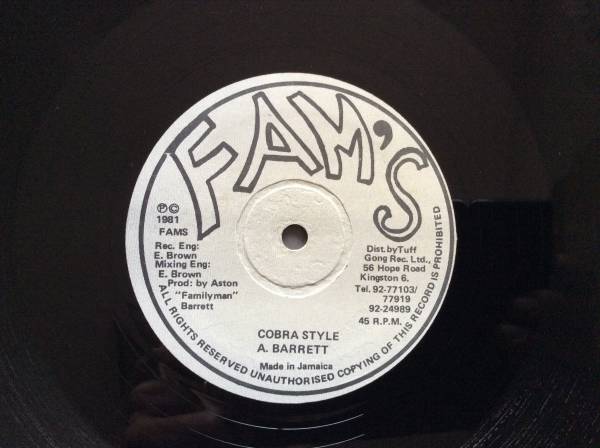 FAM'S
℗©
1981
FAMS
Rec. Eng:
E. Brown
Mixing Eng:
E. Brown
Prod: by Aston
"Familyman"
Barrett
Dist. by Tuff
Gong Rec. Ltd.,
56 Hope Road
Kingston 6.
Tel. 92-77103/
77919
92-24989
45 R.P.M.
COBRA STYLE
A. BARRETT
Made in Jamaica
ALL RIGHTS RESERVED UNAUTHORISED COPYING OF THIS RECORD IS PROHIBITED